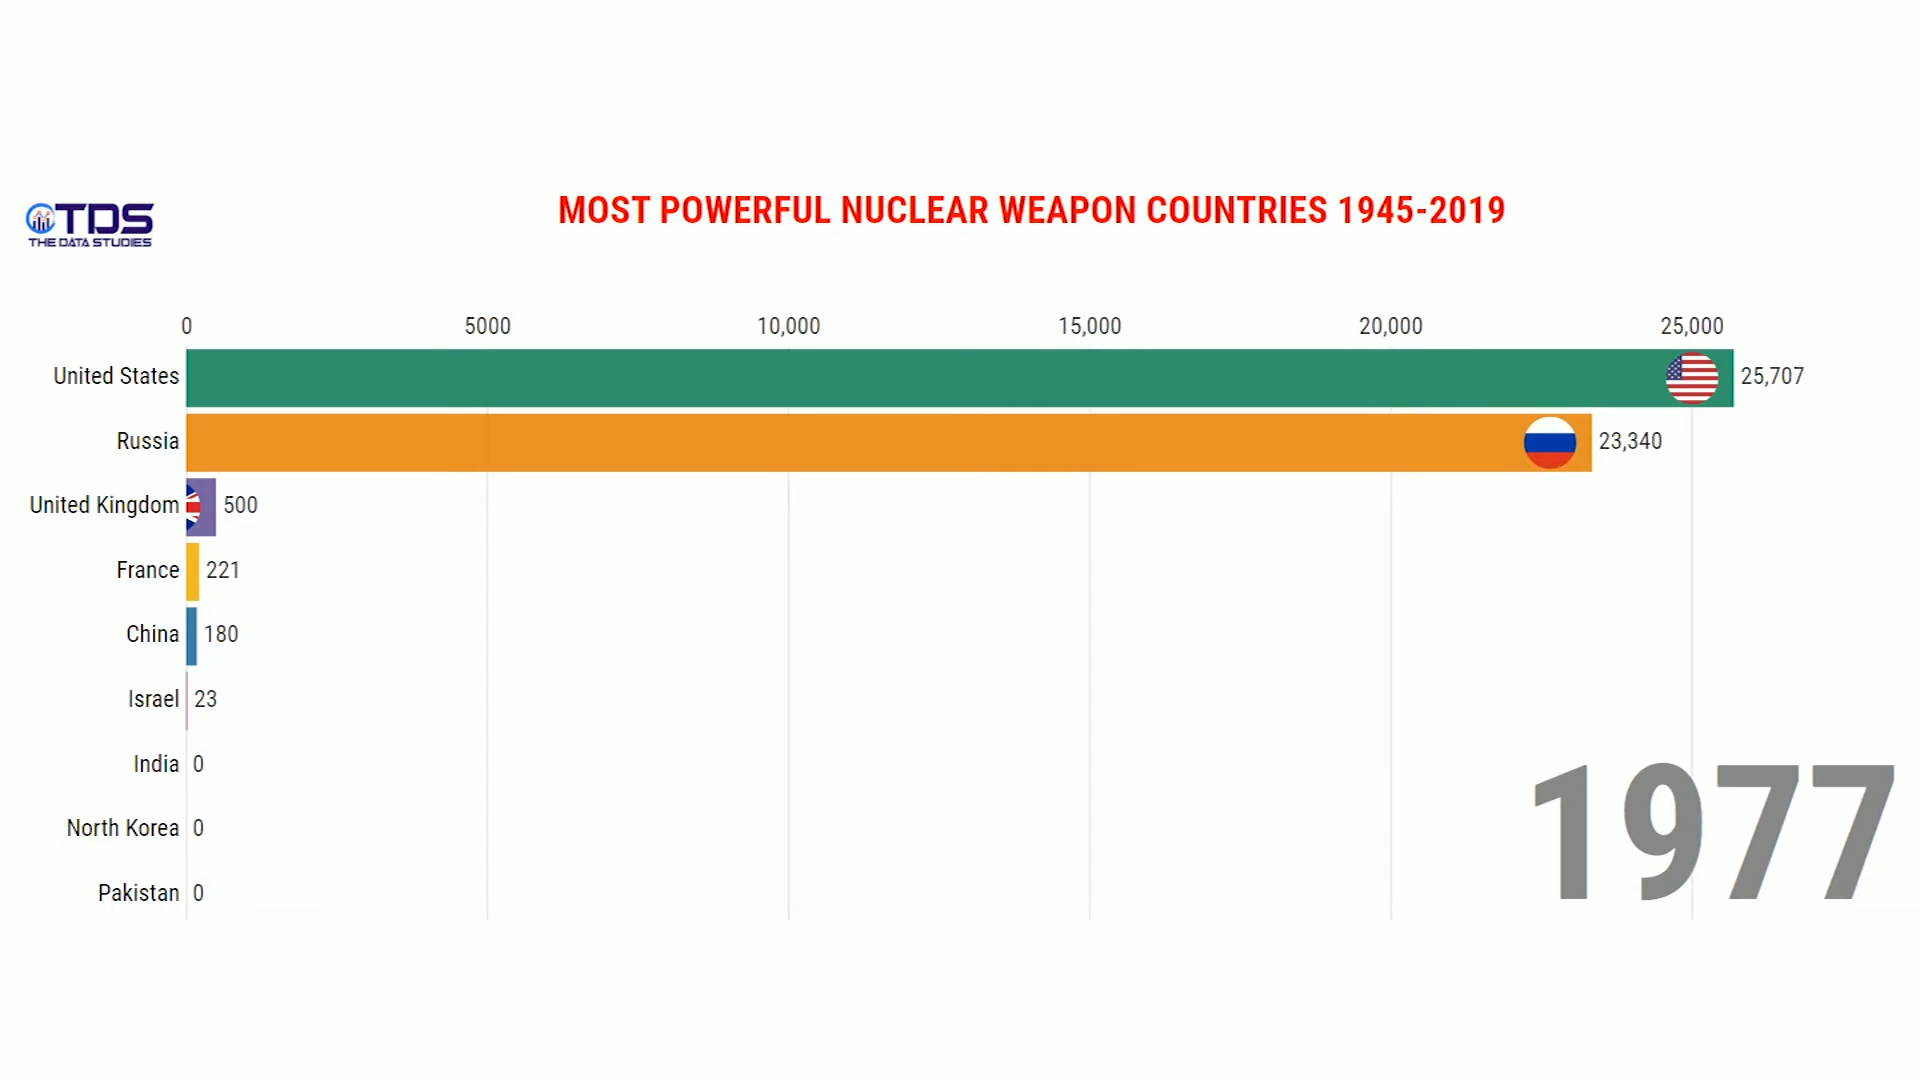 TDS
THE DATA STUDIES
MOST POWERFUL NUCLEAR WEAPON COUNTRIES 1945-2019
0 5000 10,000 15,000 20,000 25,000
United States 25,707
Russia 23,340
United Kingdom 500
France 221
China 180
Israel 23
India 0
North Korea 0
Pakistan 0
1977